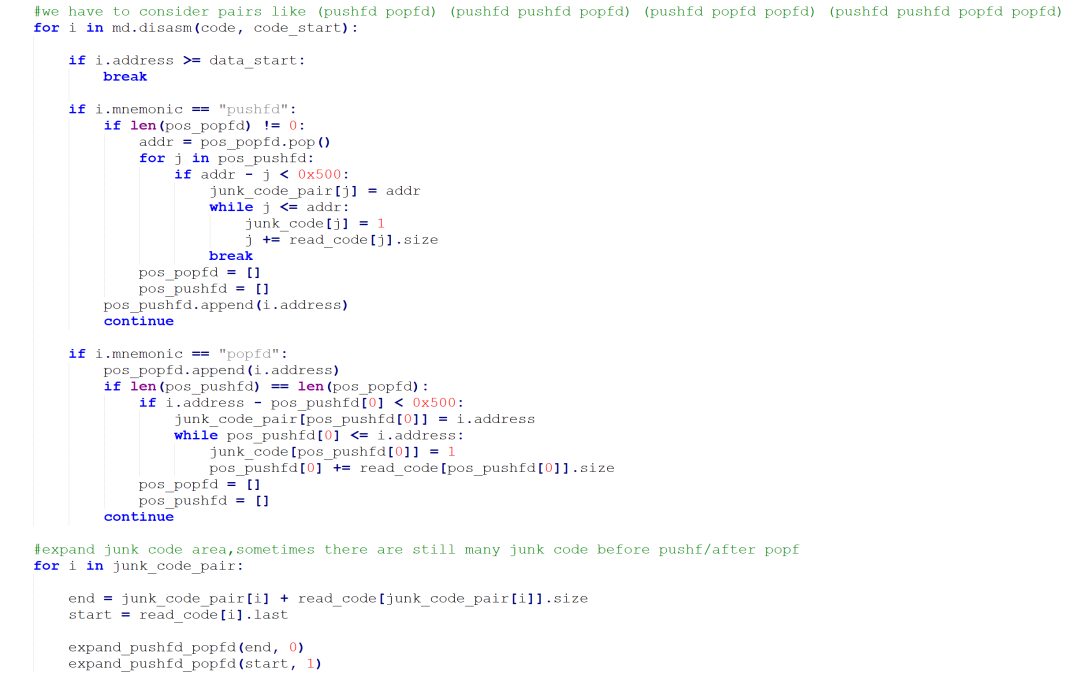 #we have to consider pairs like (pushfd popfd) (pushfd pushfd popfd) (pushfd popfd popfd) (pushfd pushfd popfd popfd)
for i in md.disasm(code, code_start):

    if i.address >= data_start:
        break

    if i.mnemonic == "pushfd":
        if len(pos_popfd) != 0:
            addr = pos_popfd.pop()
            for j in pos_pushfd:
                if addr - j < 0x500:
                    junk_code_pair[j] = addr
                    while j <= addr:
                        junk_code[j] = 1
                        j += read_code[j].size
                    break
            pos_popfd = []
            pos_pushfd = []
        pos_pushfd.append(i.address)
        continue

    if i.mnemonic == "popfd":
        pos_popfd.append(i.address)
        if len(pos_pushfd) == len(pos_popfd):
            if i.address - pos_pushfd[0] < 0x500:
                junk_code_pair[pos_pushfd[0]] = i.address
                while pos_pushfd[0] <= i.address:
                    junk_code[pos_pushfd[0]] = 1
                    pos_pushfd[0] += read_code[pos_pushfd[0]].size
            pos_popfd = []
            pos_pushfd = []
        continue

#expand junk code area,sometimes there are still many junk code before pushf/after popf
for i in junk_code_pair:

    end = junk_code_pair[i] + read_code[junk_code_pair[i]].size
    start = read_code[i].last

    expand_pushfd_popfd(end, 0)
    expand_pushfd_popfd(start, 1)